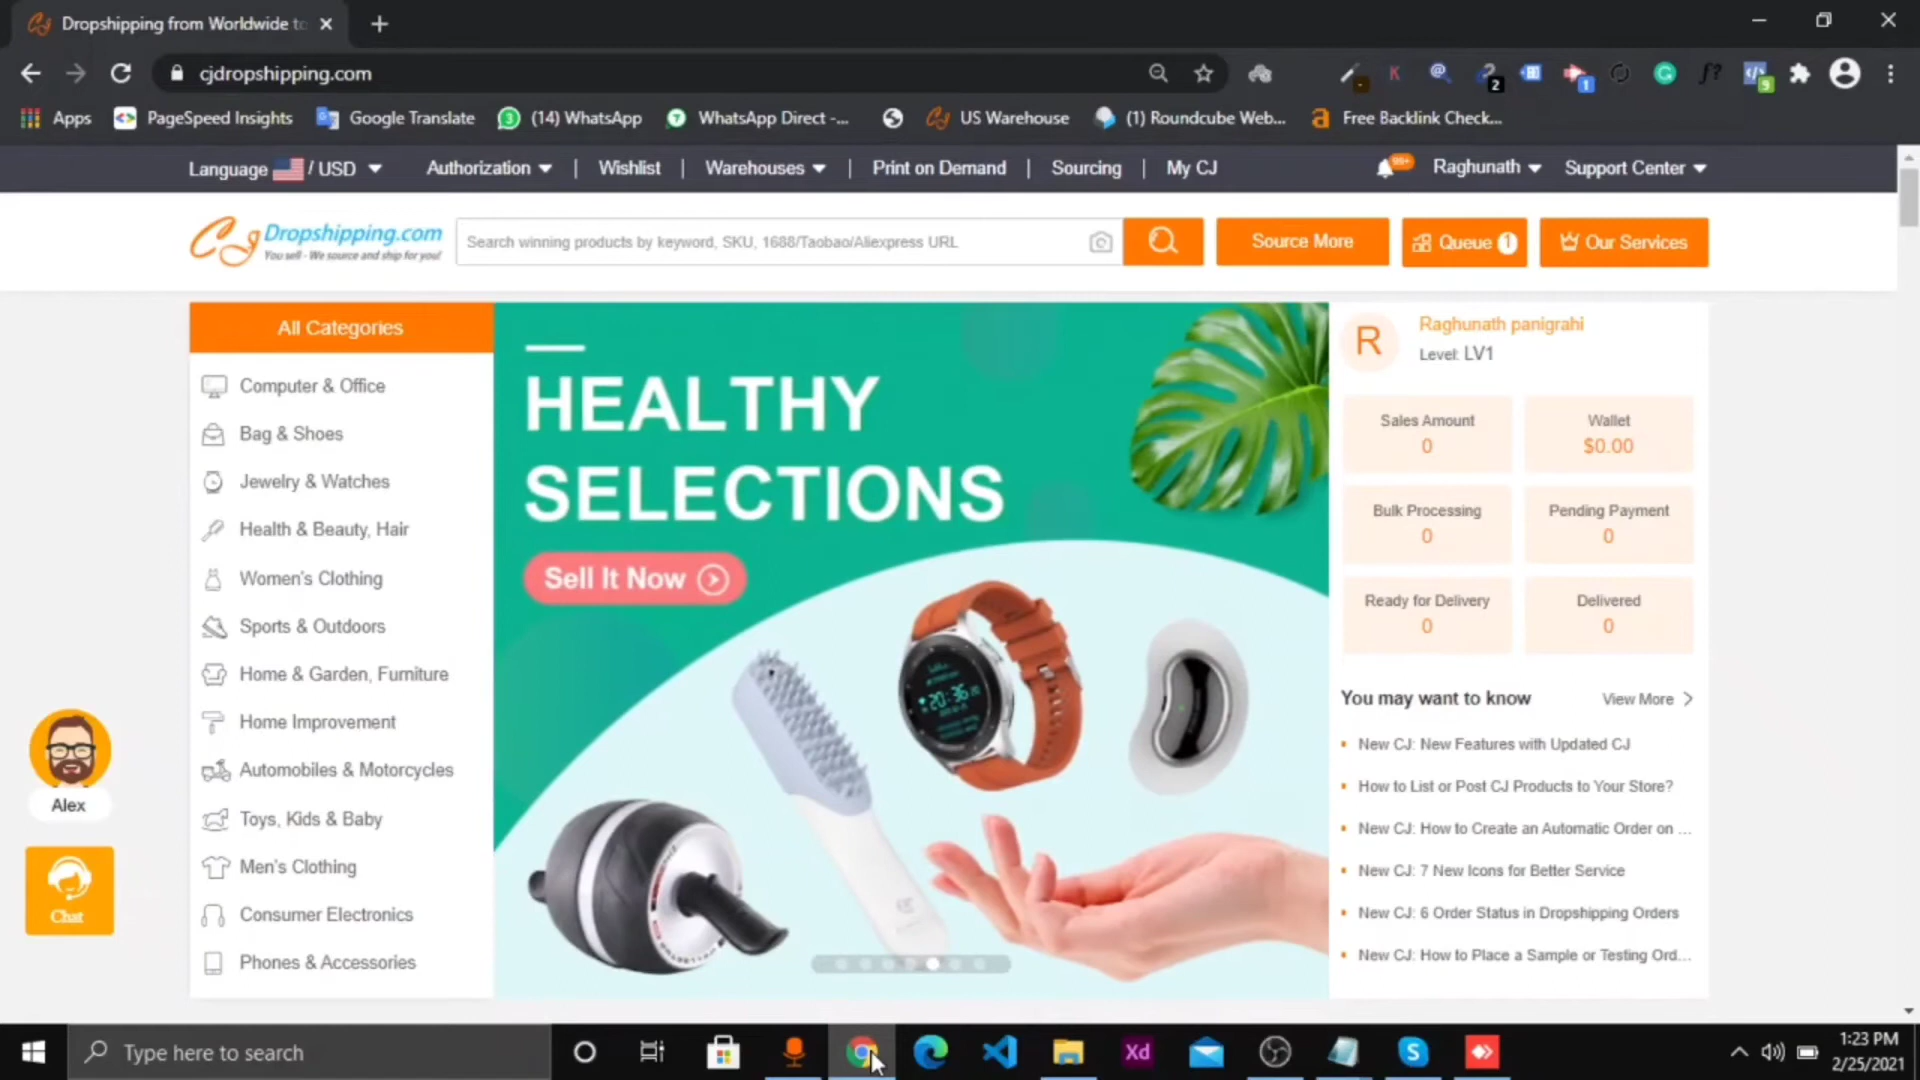 Dropshipping from Worldwide to
cjdropshipping.com
K
2
1
f?
9
Apps
PageSpeed Insights
Google Translate
3
(14) WhatsApp
WhatsApp Direct -...
US Warehouse
(1) Roundcube Web...
a
Free Backlink Check...
Language / USD
Authorization
Wishlist
Warehouses
Print on Demand
Sourcing
My CJ
99+
Raghunath
Support Center
CJ Dropshipping.com
You sell - We source and ship for you!
Search winning products by keyword, SKU, 1688/Taobao/Aliexpress URL
Source More
Queue 1
Our Services
All Categories
Computer & Office
Bag & Shoes
Jewelry & Watches
Health & Beauty, Hair
Women's Clothing
Sports & Outdoors
Home & Garden, Furniture
Home Improvement
Automobiles & Motorcycles
Toys, Kids & Baby
Men's Clothing
Consumer Electronics
Phones & Accessories
HEALTHY
SELECTIONS
Sell It Now
20:36
R
Raghunath panigrahi
Level: LV1
Sales Amount
0
Wallet
$0.00
Bulk Processing
0
Pending Payment
0
Ready for Delivery
0
Delivered
0
You may want to know
View More
New CJ: New Features with Updated CJ
How to List or Post CJ Products to Your Store?
New CJ: How to Create an Automatic Order on ...
New CJ: 7 New Icons for Better Service
New CJ: 6 Order Status in Dropshipping Orders
New CJ: How to Place a Sample or Testing Ord...
Alex
Chat
Type here to search
Xd
S
1:23 PM
2/25/2021